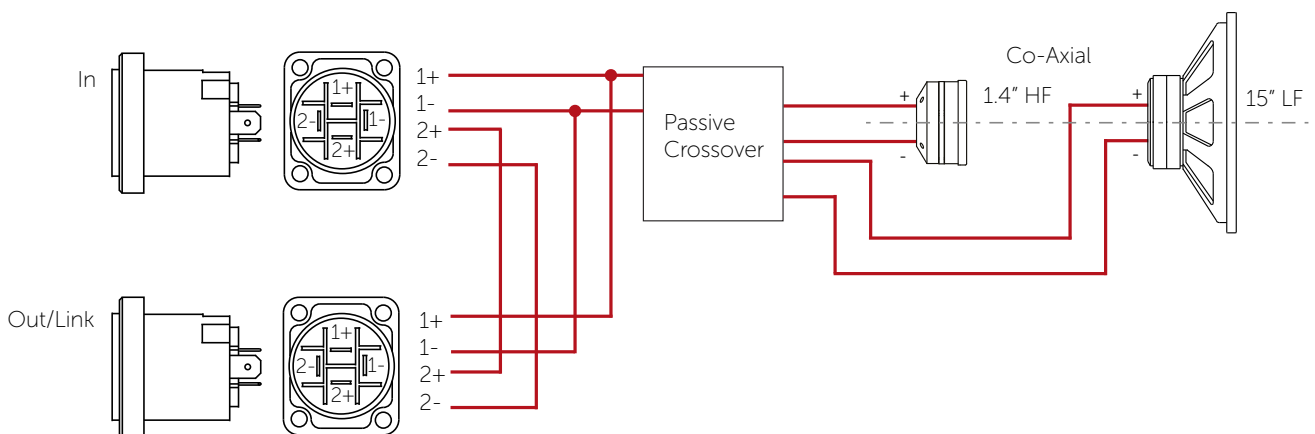 In
1+
2-
1-
2+
1+
1-
2+
2-
Passive
Crossover
Co-Axial
+
1.4” HF
-
+
15” LF
-
Out/Link
1+
2-
1-
2+
1+
1-
2+
2-